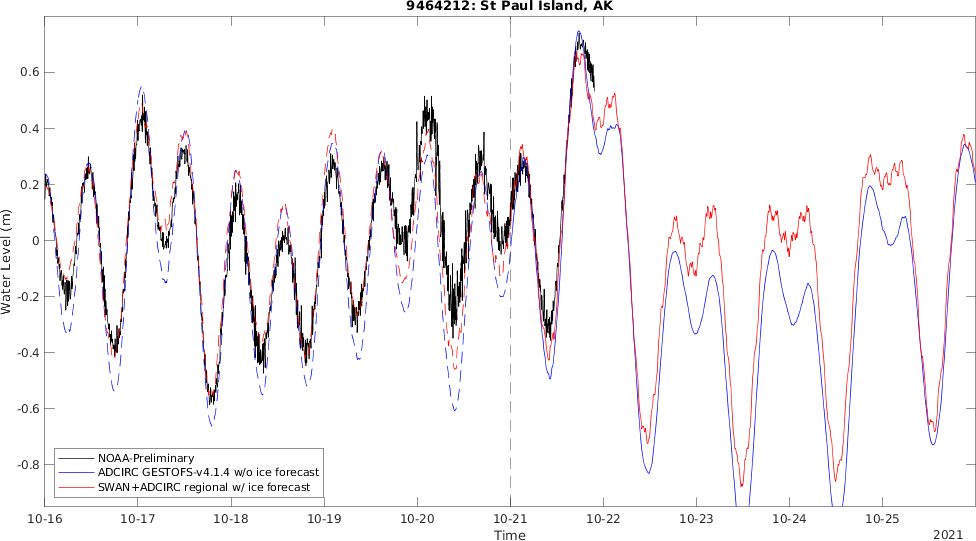 9464212: St Paul Island, AK
Water Level (m)
0.6
0.4
0.2
0
-0.2
-0.4
-0.6
-0.8
NOAA-Preliminary
ADCIRC GESTOFS-v4.1.4 w/o ice forecast
SWAN+ADCIRC regional w/ ice forecast
10-16 10-17 10-18 10-19 10-20 10-21 10-22 10-23 10-24 10-25
Time
2021